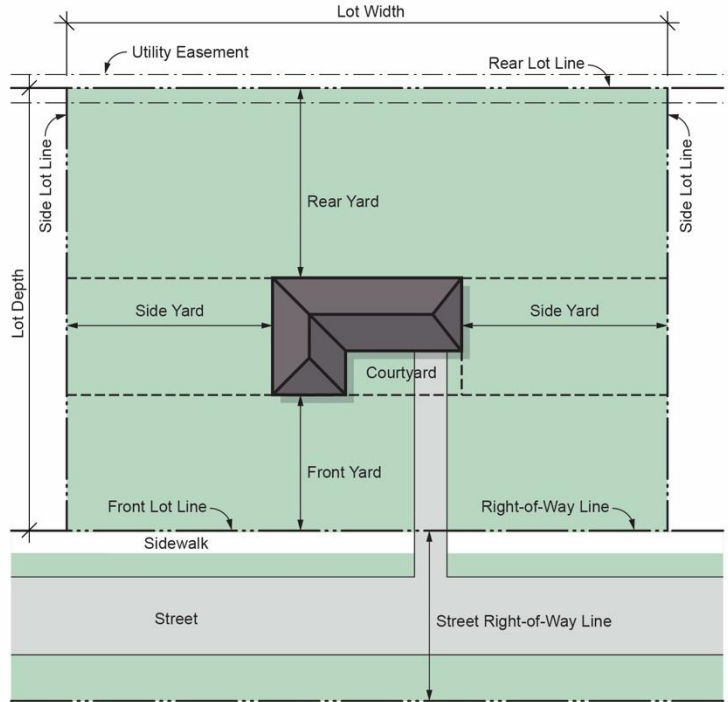 Lot Width
Utility Easement
Rear Lot Line
Side Lot Line
Side Lot Line
Rear Yard
Lot Depth
Side Yard
Side Yard
Courtyard
Front Yard
Front Lot Line
Right-of-Way Line
Sidewalk
Street
Street Right-of-Way Line